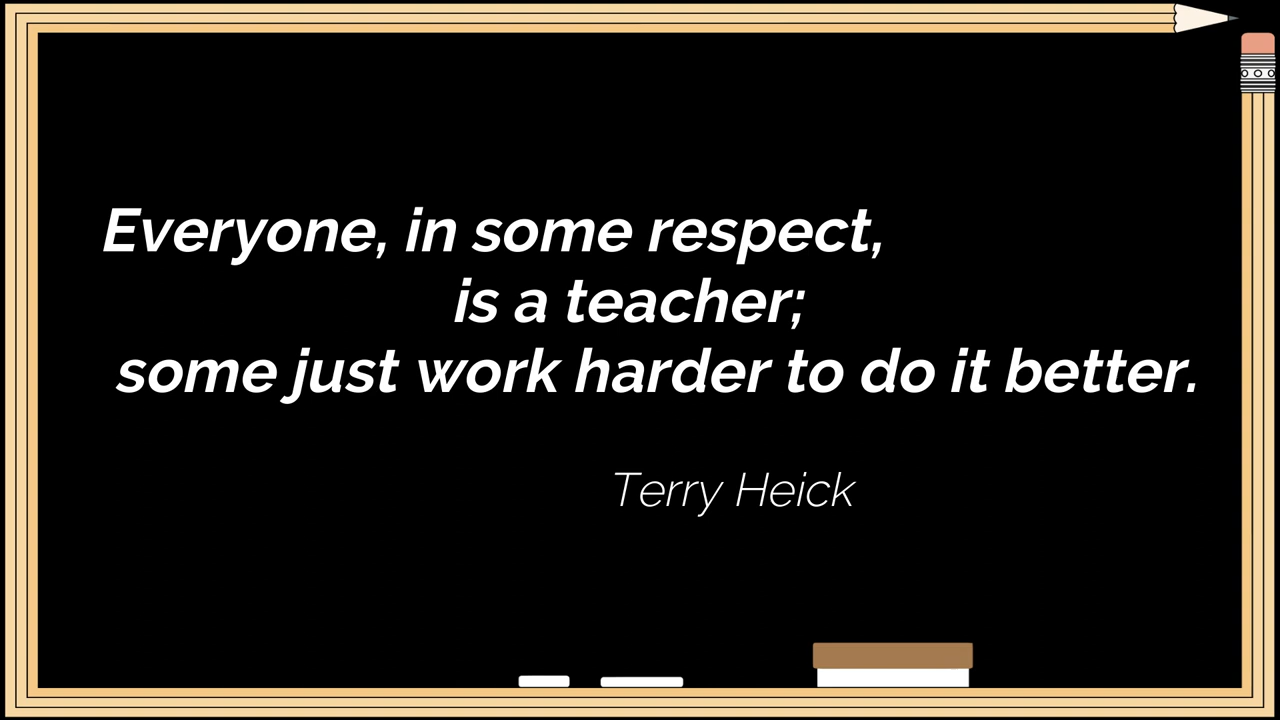 Everyone, in some respect,
is a teacher;
some just work harder to do it better.
Terry Heick